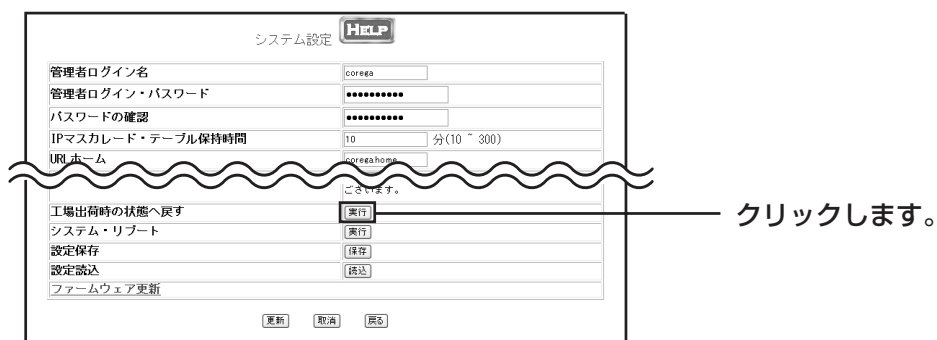 システム設定 HELP
管理者ログイン名 corega
管理者ログイン・パスワード ●●●●●●●●●●
パスワードの確認 ●●●●●●●●●●
IPマスカレード・テーブル保持時間 10 分(10 ~ 300)
URLホーム coregahome
ございます。
工場出荷時の状態へ戻す 実行 クリックします。
システム・リブート 実行
設定保存 保存
設定読込 読込
ファームウェア更新
更新 取消 戻る